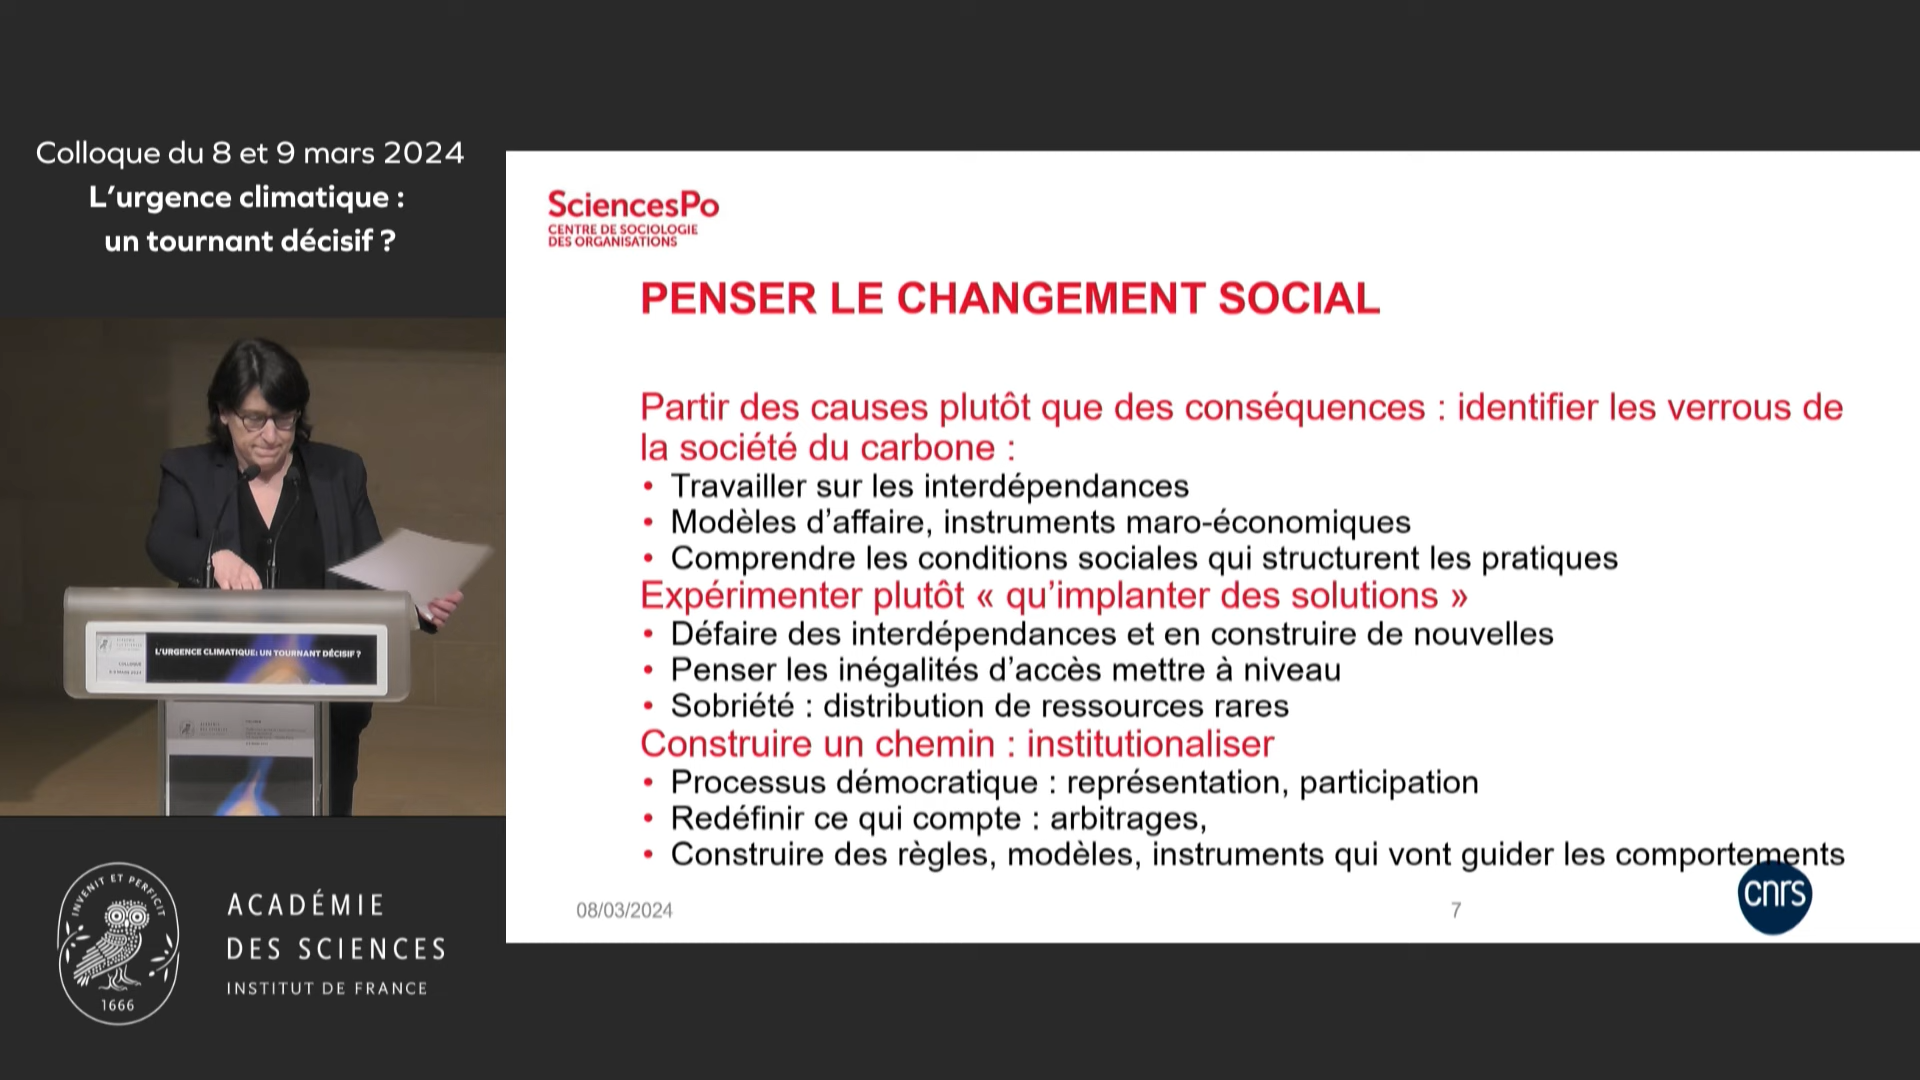 Colloque du 8 et 9 mars 2024
L'urgence climatique :
un tournant décisif ?
SciencesPo
CENTRE DE SOCIOLOGIE
DES ORGANISATIONS
PENSER LE CHANGEMENT SOCIAL
Partir des causes plutôt que des conséquences : identifier les verrous de
la société du carbone :
• Travailler sur les interdépendances
• Modèles d'affaire, instruments maro-économiques
• Comprendre les conditions sociales qui structurent les pratiques
Expérimenter plutôt « qu'implanter des solutions »
• Défaire des interdépendances et en construire de nouvelles
• Penser les inégalités d'accès mettre à niveau
• Sobriété : distribution de ressources rares
Construire un chemin : institutionaliser
• Processus démocratique : représentation, participation
• Redéfinir ce qui compte : arbitrages,
• Construire des règles, modèles, instruments qui vont guider les comportements
08/03/2024
7
cnrs
L'URGENCE CLIMATIQUE: UN TOURNANT DÉCISIF ?
INVENIT ET PERFICIT
1666
ACADÉMIE
DES SCIENCES
INSTITUT DE FRANCE